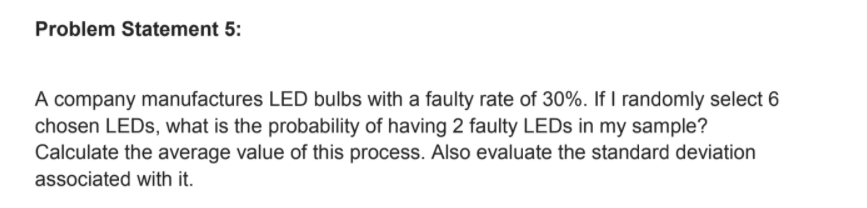 Problem Statement 5:
A company manufactures LED bulbs with a faulty rate of 30%. If I randomly select 6
chosen LEDs, what is the probability of having 2 faulty LEDs in my sample?
Calculate the average value of this process. Also evaluate the standard deviation
associated with it.